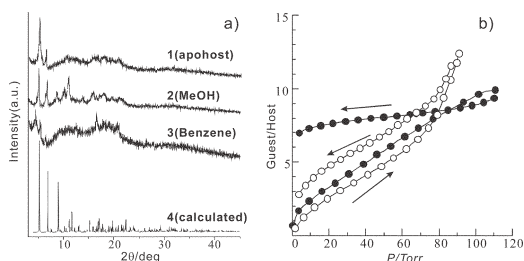 a)
1(apohost)
2(MeOH)
3(Benzene)
4(calculated)
Intensity(a.u.)
10 20 30 40
2θ/deg
b)
Guest/Host
15
10
5
0 20 40 60 80 100 120
P/Torr